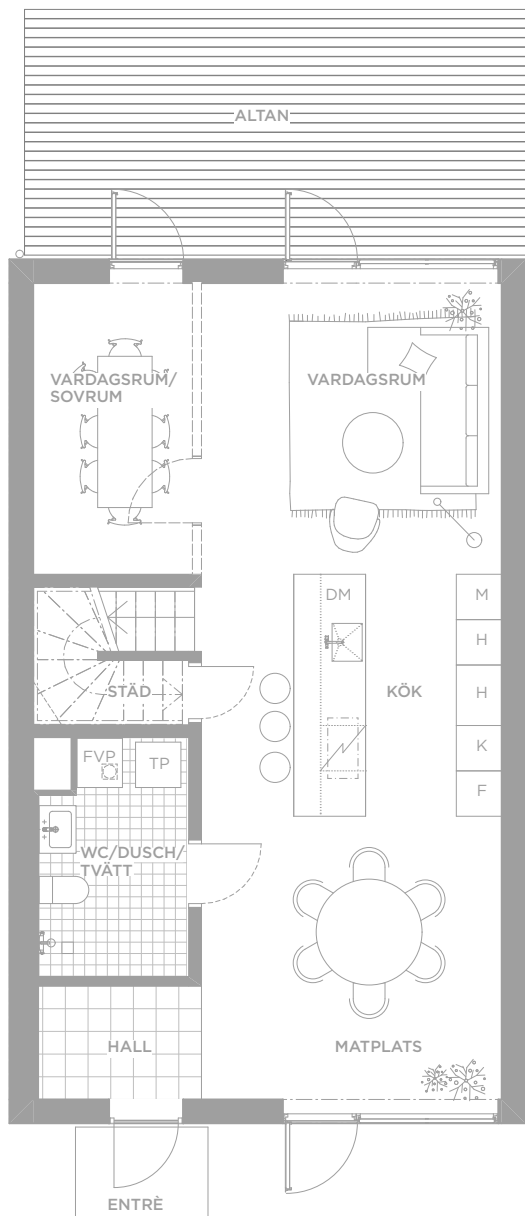 ALTAN
VARDAGSRUM/
SOVRUM
VARDAGSRUM
DM
M
H
KÖK
H
STÄD
K
FVP
TP
F
WC/DUSCH/
TVÄTT
HALL
MATPLATS
ENTRÈ